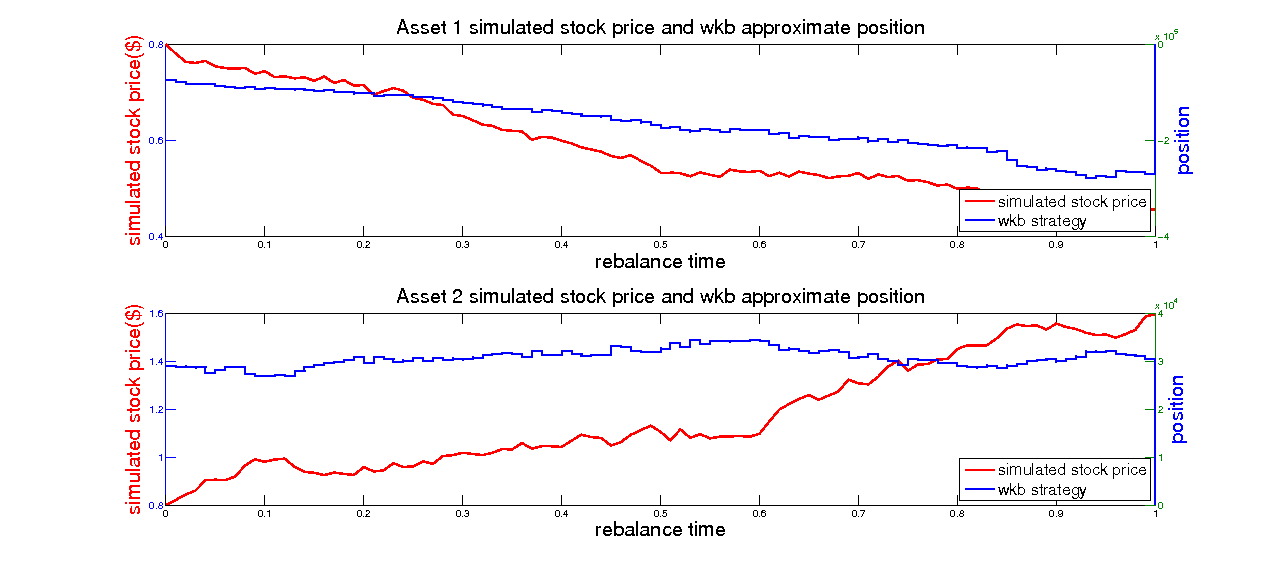 Asset 1 simulated stock price and wkb approximate position
simulated stock price($)
0.8
0.6
0.4
x 10^5
0
−2
−4
position
simulated stock price
wkb strategy
0 0.1 0.2 0.3 0.4 0.5 0.6 0.7 0.8 0.9 1
rebalance time
Asset 2 simulated stock price and wkb approximate position
simulated stock price($)
1.6
1.4
1.2
1
0.8
x 10^4
4
3
2
1
0
position
simulated stock price
wkb strategy
0 0.1 0.2 0.3 0.4 0.5 0.6 0.7 0.8 0.9 1
rebalance time